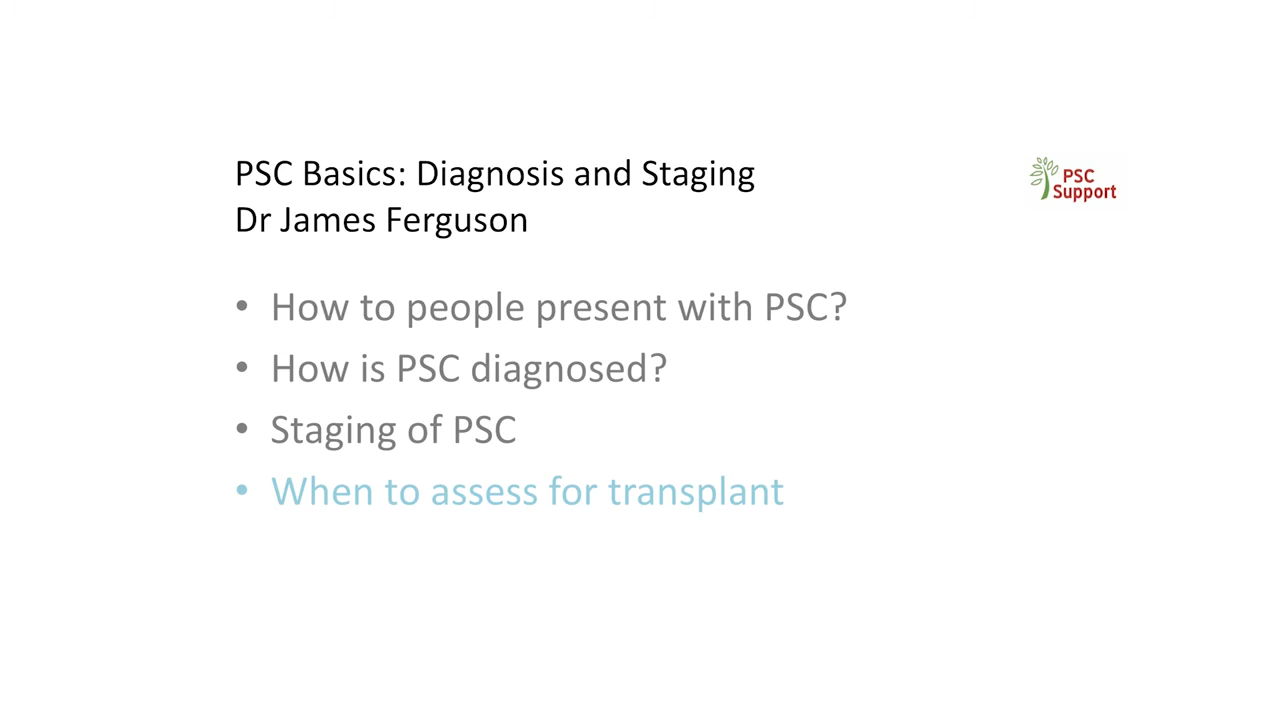 PSC Basics: Diagnosis and Staging
Dr James Ferguson
PSC
Support
• How to people present with PSC?
• How is PSC diagnosed?
• Staging of PSC
• When to assess for transplant